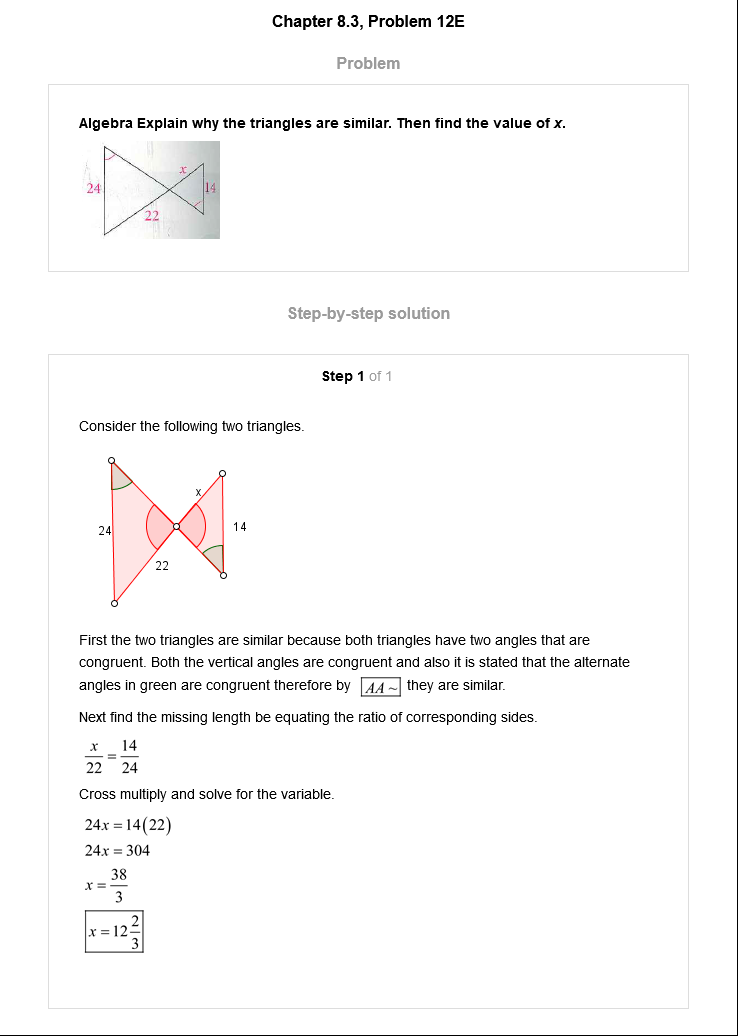 Chapter 8.3, Problem 12E
Problem
Algebra Explain why the triangles are similar. Then find the value of x.
x
24
14
22
Step-by-step solution
Step 1 of 1
Consider the following two triangles.
x
24
14
22
First the two triangles are similar because both triangles have two angles that are
congruent. Both the vertical angles are congruent and also it is stated that the alternate
angles in green are congruent therefore by AA ~ they are similar.
Next find the missing length be equating the ratio of corresponding sides.
x/22 = 14/24
Cross multiply and solve for the variable.
24x = 14(22)
24x = 304
x = 38/3
x = 12 2/3